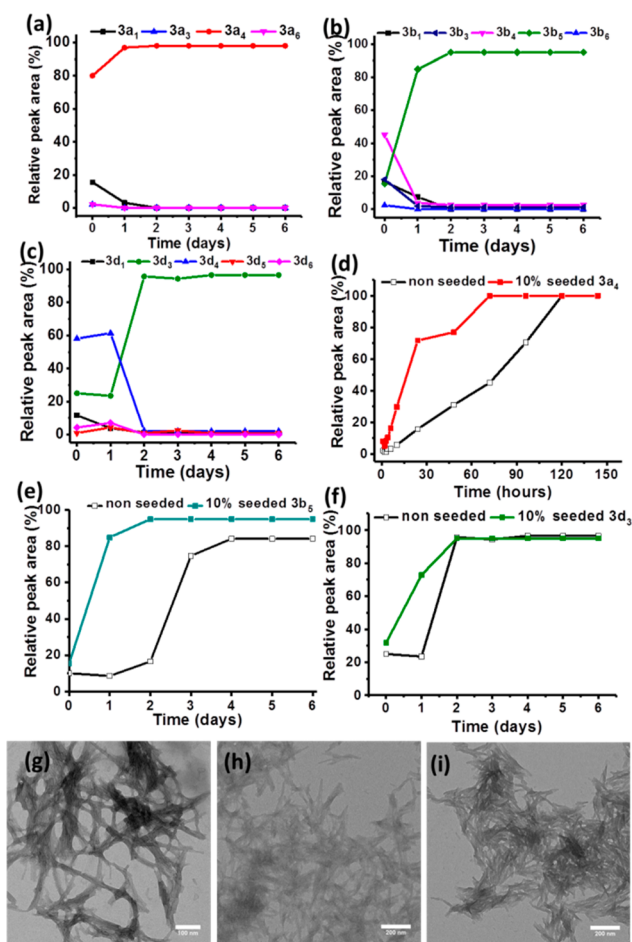 (a) 3a1 3a3 3a4 3a6
Relative peak area (%)
100
80
60
40
20
0
0 1 2 3 4 5 6
Time (days)
(b) 3b1 3b3 3b4 3b5 3b6
Relative peak area (%)
100
80
60
40
20
0
0 1 2 3 4 5 6
Time (days)
(c) 3d1 3d3 3d4 3d5 3d6
Relative peak area (%)
100
80
60
40
20
0
0 1 2 3 4 5 6
Time (days)
(d) non seeded 10% seeded 3a4
Relative peak area (%)
100
80
60
40
20
0
0 24 48 72 96 120 144
Time (hours)
(e) non seeded 10% seeded 3b5
Relative peak area (%)
100
80
60
40
20
0
0 1 2 3 4 5 6
Time (days)
(f) non seeded 10% seeded 3d3
Relative peak area (%)
100
80
60
40
20
0
0 1 2 3 4 5 6
Time (days)
(g) (h) (i)
100 nm 200 nm 200 nm